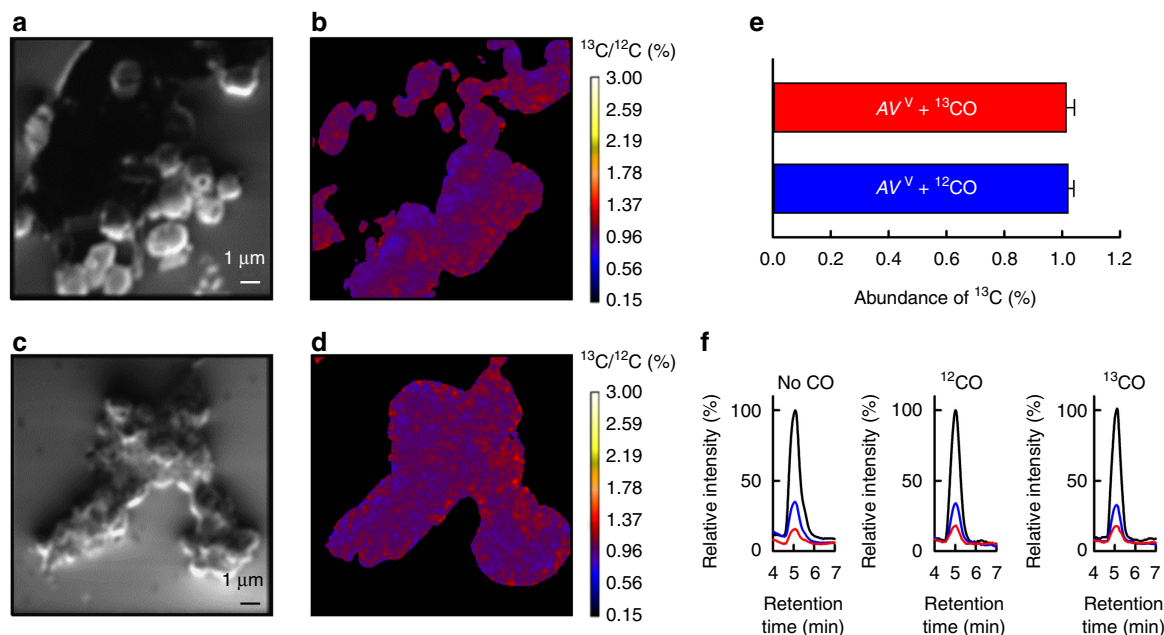 a
1 μm
b
¹³C/¹²C (%)
3.00
2.59
2.19
1.78
1.37
0.96
0.56
0.15
c
1 μm
d
¹³C/¹²C (%)
3.00
2.59
2.19
1.78
1.37
0.96
0.56
0.15
e
AV ⱽ + ¹³CO
AV ⱽ + ¹²CO
0.0 0.2 0.4 0.6 0.8 1.0 1.2
Abundance of ¹³C (%)
f
No CO
Relative intensity (%)
100
50
0
4 5 6 7
Retention
time (min)
¹²CO
Relative intensity (%)
100
50
0
4 5 6 7
Retention
time (min)
¹³CO
Relative intensity (%)
100
50
0
4 5 6 7
Retention
time (min)